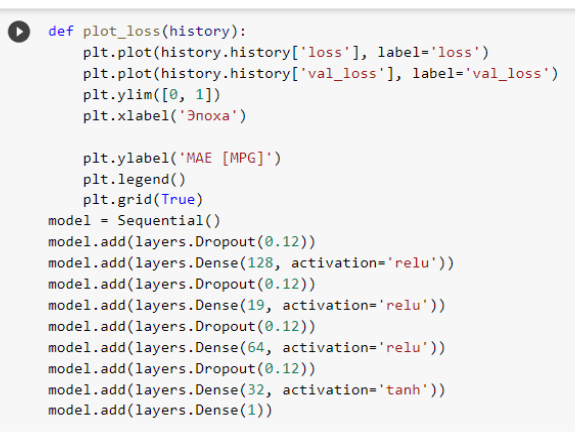 def plot_loss(history):
    plt.plot(history.history['loss'], label='loss')
    plt.plot(history.history['val_loss'], label='val_loss')
    plt.ylim([0, 1])
    plt.xlabel('Эпоха')
    plt.ylabel('MAE [MPG]')
    plt.legend()
    plt.grid(True)
model = Sequential()
model.add(layers.Dropout(0.12))
model.add(layers.Dense(128, activation='relu'))
model.add(layers.Dropout(0.12))
model.add(layers.Dense(19, activation='relu'))
model.add(layers.Dropout(0.12))
model.add(layers.Dense(64, activation='relu'))
model.add(layers.Dropout(0.12))
model.add(layers.Dense(32, activation='tanh'))
model.add(layers.Dense(1))